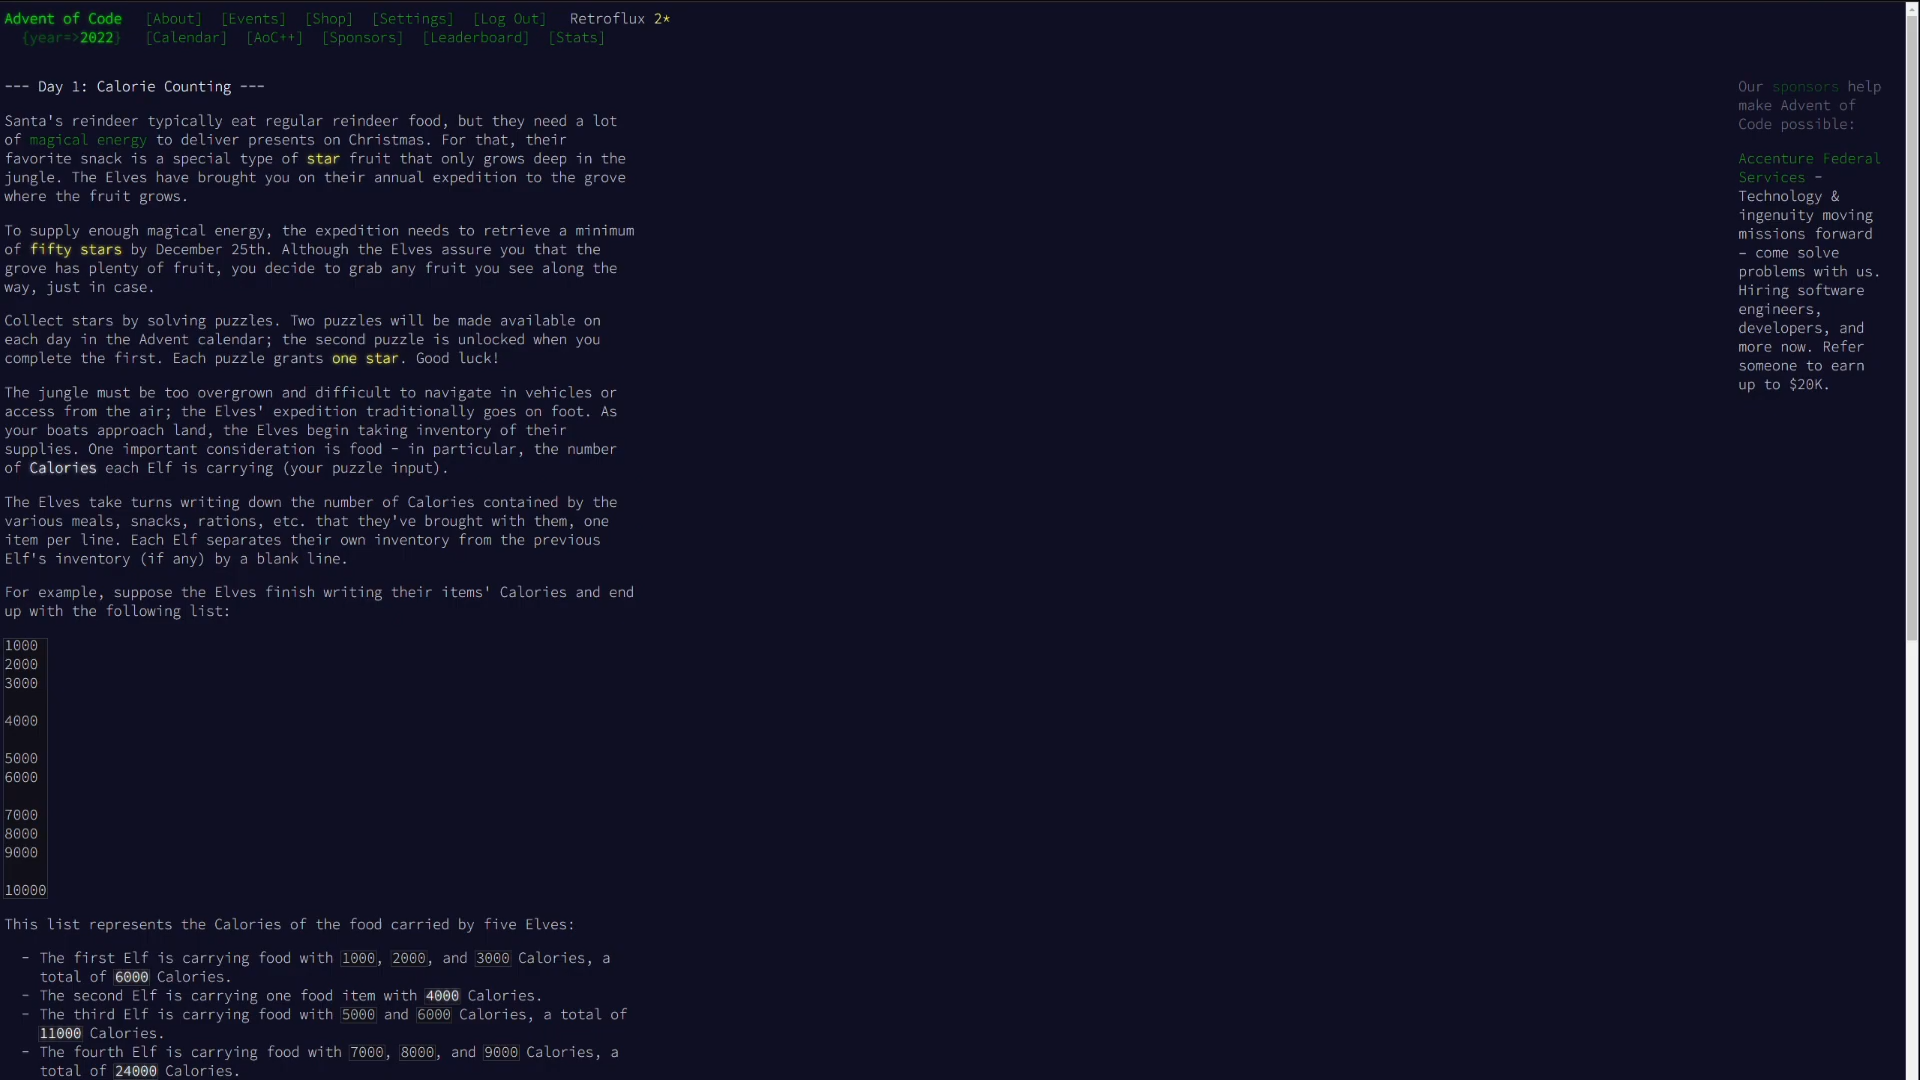 Advent of Code [About] [Events] [Shop] [Settings] [Log Out] Retroflux 2*
{year=>2022} [Calendar] [AoC++] [Sponsors] [Leaderboard] [Stats]
--- Day 1: Calorie Counting ---
Santa's reindeer typically eat regular reindeer food, but they need a lot
of magical energy to deliver presents on Christmas. For that, their
favorite snack is a special type of star fruit that only grows deep in the
jungle. The Elves have brought you on their annual expedition to the grove
where the fruit grows.
To supply enough magical energy, the expedition needs to retrieve a minimum
of fifty stars by December 25th. Although the Elves assure you that the
grove has plenty of fruit, you decide to grab any fruit you see along the
way, just in case.
Collect stars by solving puzzles. Two puzzles will be made available on
each day in the Advent calendar; the second puzzle is unlocked when you
complete the first. Each puzzle grants one star. Good luck!
The jungle must be too overgrown and difficult to navigate in vehicles or
access from the air; the Elves' expedition traditionally goes on foot. As
your boats approach land, the Elves begin taking inventory of their
supplies. One important consideration is food - in particular, the number
of Calories each Elf is carrying (your puzzle input).
The Elves take turns writing down the number of Calories contained by the
various meals, snacks, rations, etc. that they've brought with them, one
item per line. Each Elf separates their own inventory from the previous
Elf's inventory (if any) by a blank line.
For example, suppose the Elves finish writing their items' Calories and end
up with the following list:
1000
2000
3000
4000
5000
6000
7000
8000
9000
10000
This list represents the Calories of the food carried by five Elves:
- The first Elf is carrying food with 1000, 2000, and 3000 Calories, a
total of 6000 Calories.
- The second Elf is carrying one food item with 4000 Calories.
- The third Elf is carrying food with 5000 and 6000 Calories, a total of
11000 Calories.
- The fourth Elf is carrying food with 7000, 8000, and 9000 Calories, a
total of 24000 Calories.
Our sponsors help
make Advent of
Code possible:
Accenture Federal
Services -
Technology &
ingenuity moving
missions forward
- come solve
problems with us.
Hiring software
engineers,
developers, and
more now. Refer
someone to earn
up to $20K.